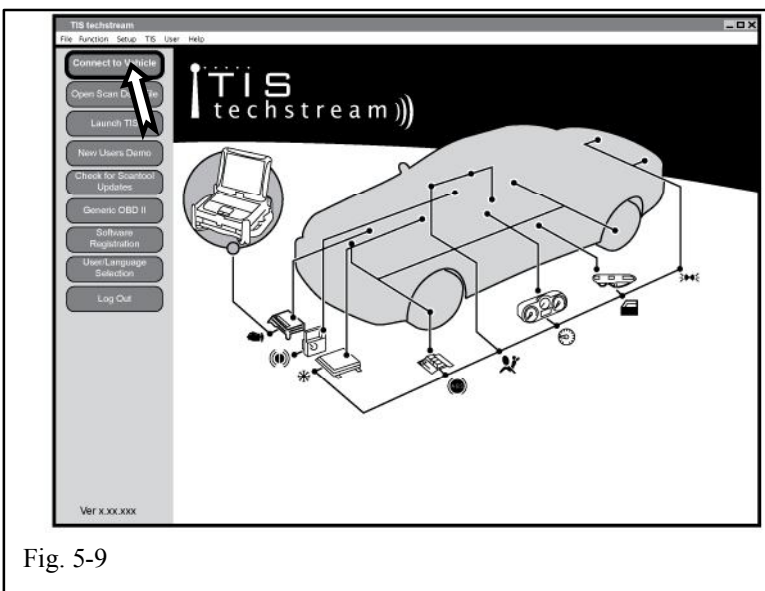 TIS techstream
File Function Setup TIS User Help
Connect to Vehicle
Open Scan
Launch TIS
New Users Demo
Check for Scantool
Updates
Generic OBD II
Software
Registration
User/Language
Selection
Log Out
TIS
techstream
Ver x.xx.xxx
Fig. 5-9